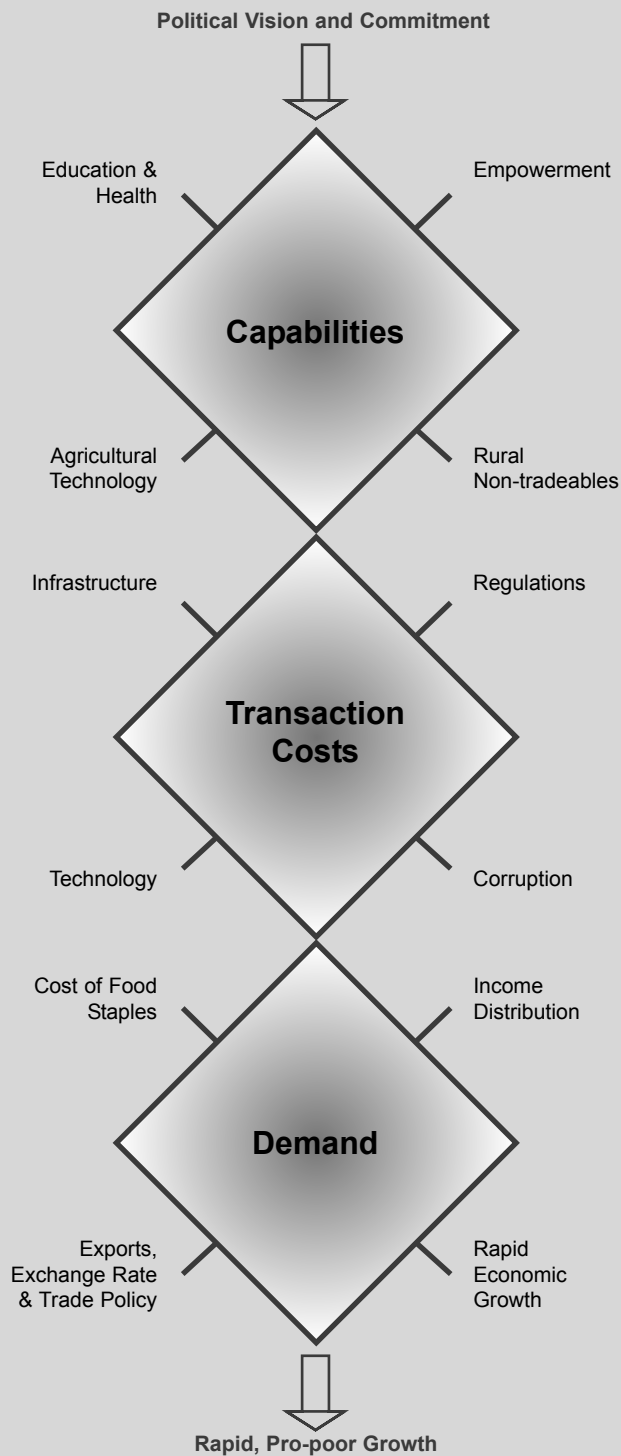 Political Vision and Commitment
Education &
Health
Empowerment
Capabilities
Agricultural
Technology
Rural
Non-tradeables
Infrastructure
Regulations
Transaction
Costs
Technology
Corruption
Cost of Food
Staples
Income
Distribution
Demand
Exports,
Exchange Rate
& Trade Policy
Rapid
Economic
Growth
Rapid, Pro-poor Growth